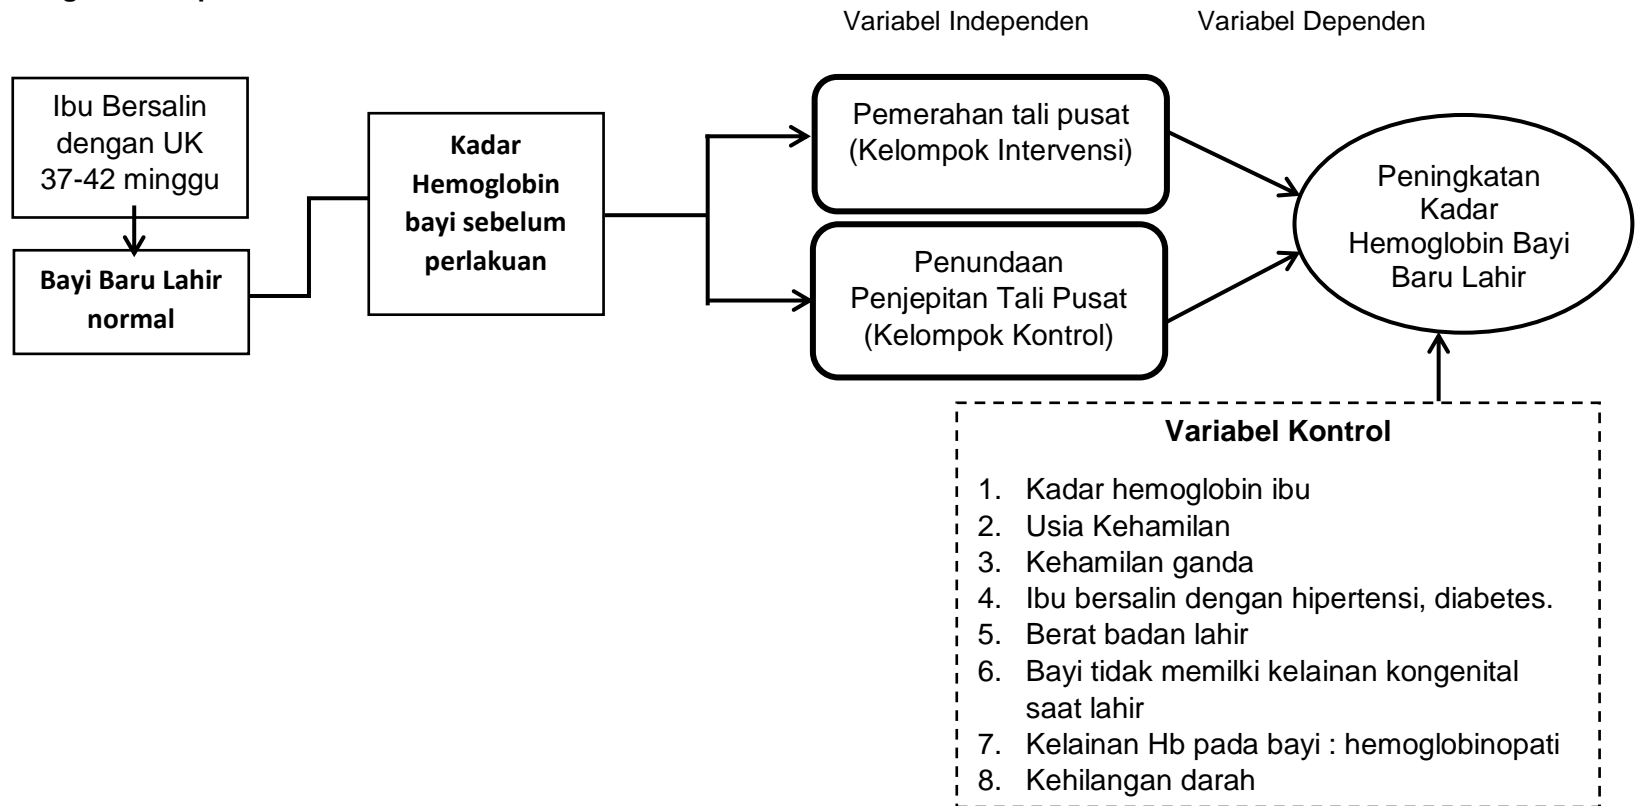 Variabel Independen
Variabel Dependen
Ibu Bersalin
dengan UK
37-42 minggu
Bayi Baru Lahir
normal
Kadar
Hemoglobin
bayi sebelum
perlakuan
Pemerahan tali pusat
(Kelompok Intervensi)
Penundaan
Penjepitan Tali Pusat
(Kelompok Kontrol)
Peningkatan
Kadar
Hemoglobin Bayi
Baru Lahir
Variabel Kontrol
1. Kadar hemoglobin ibu
2. Usia Kehamilan
3. Kehamilan ganda
4. Ibu bersalin dengan hipertensi, diabetes.
5. Berat badan lahir
6. Bayi tidak memilki kelainan kongenital
saat lahir
7. Kelainan Hb pada bayi : hemoglobinopati
8. Kehilangan darah